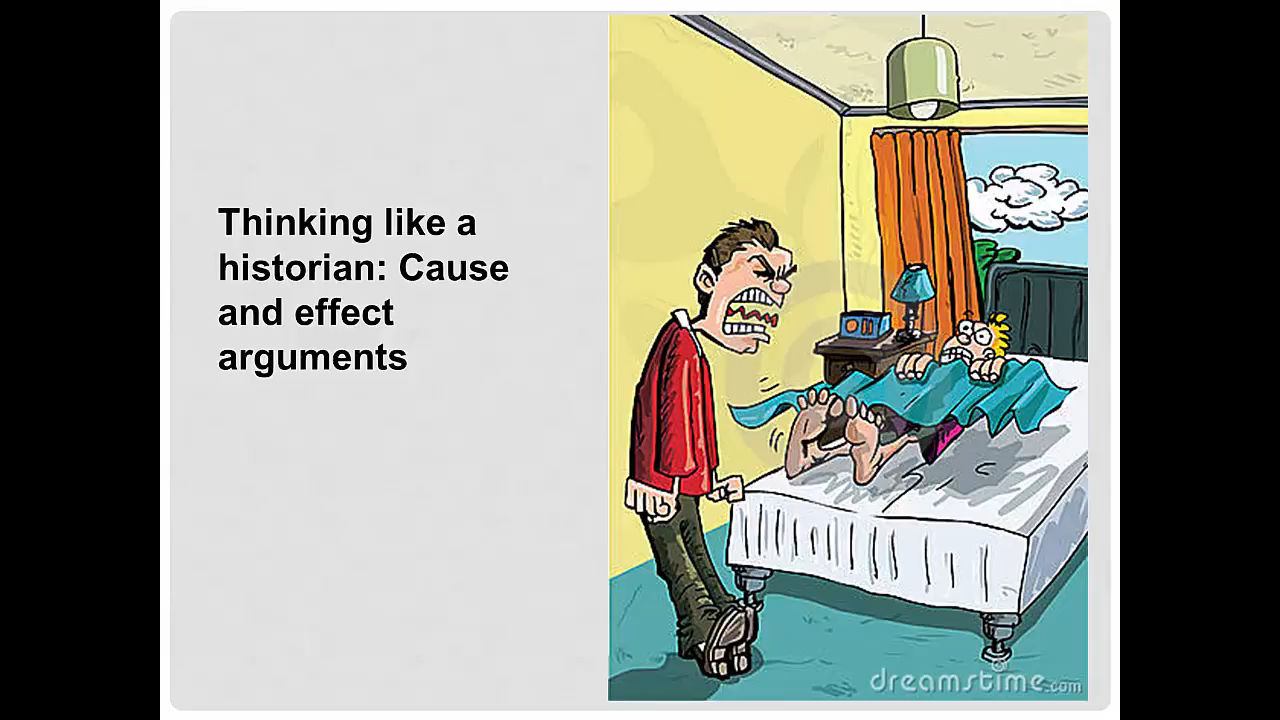 Thinking like a
historian: Cause
and effect
arguments
dreamstime.com